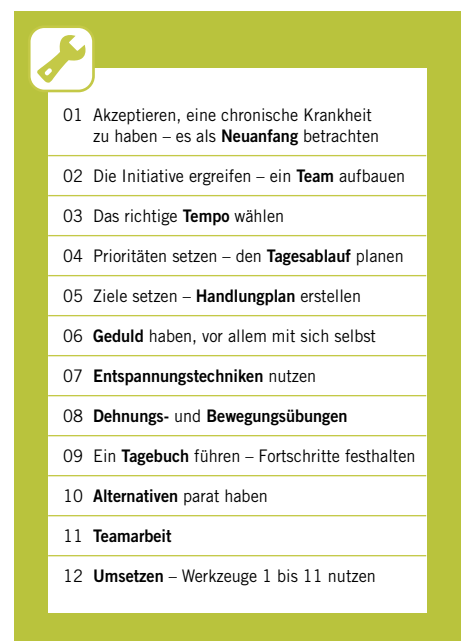 01 Akzeptieren, eine chronische Krankheit
zu haben – es als Neuanfang betrachten
02 Die Initiative ergreifen – ein Team aufbauen
03 Das richtige Tempo wählen
04 Prioritäten setzen – den Tagesablauf planen
05 Ziele setzen – Handlungplan erstellen
06 Geduld haben, vor allem mit sich selbst
07 Entspannungstechniken nutzen
08 Dehnungs- und Bewegungsübungen
09 Ein Tagebuch führen – Fortschritte festhalten
10 Alternativen parat haben
11 Teamarbeit
12 Umsetzen – Werkzeuge 1 bis 11 nutzen